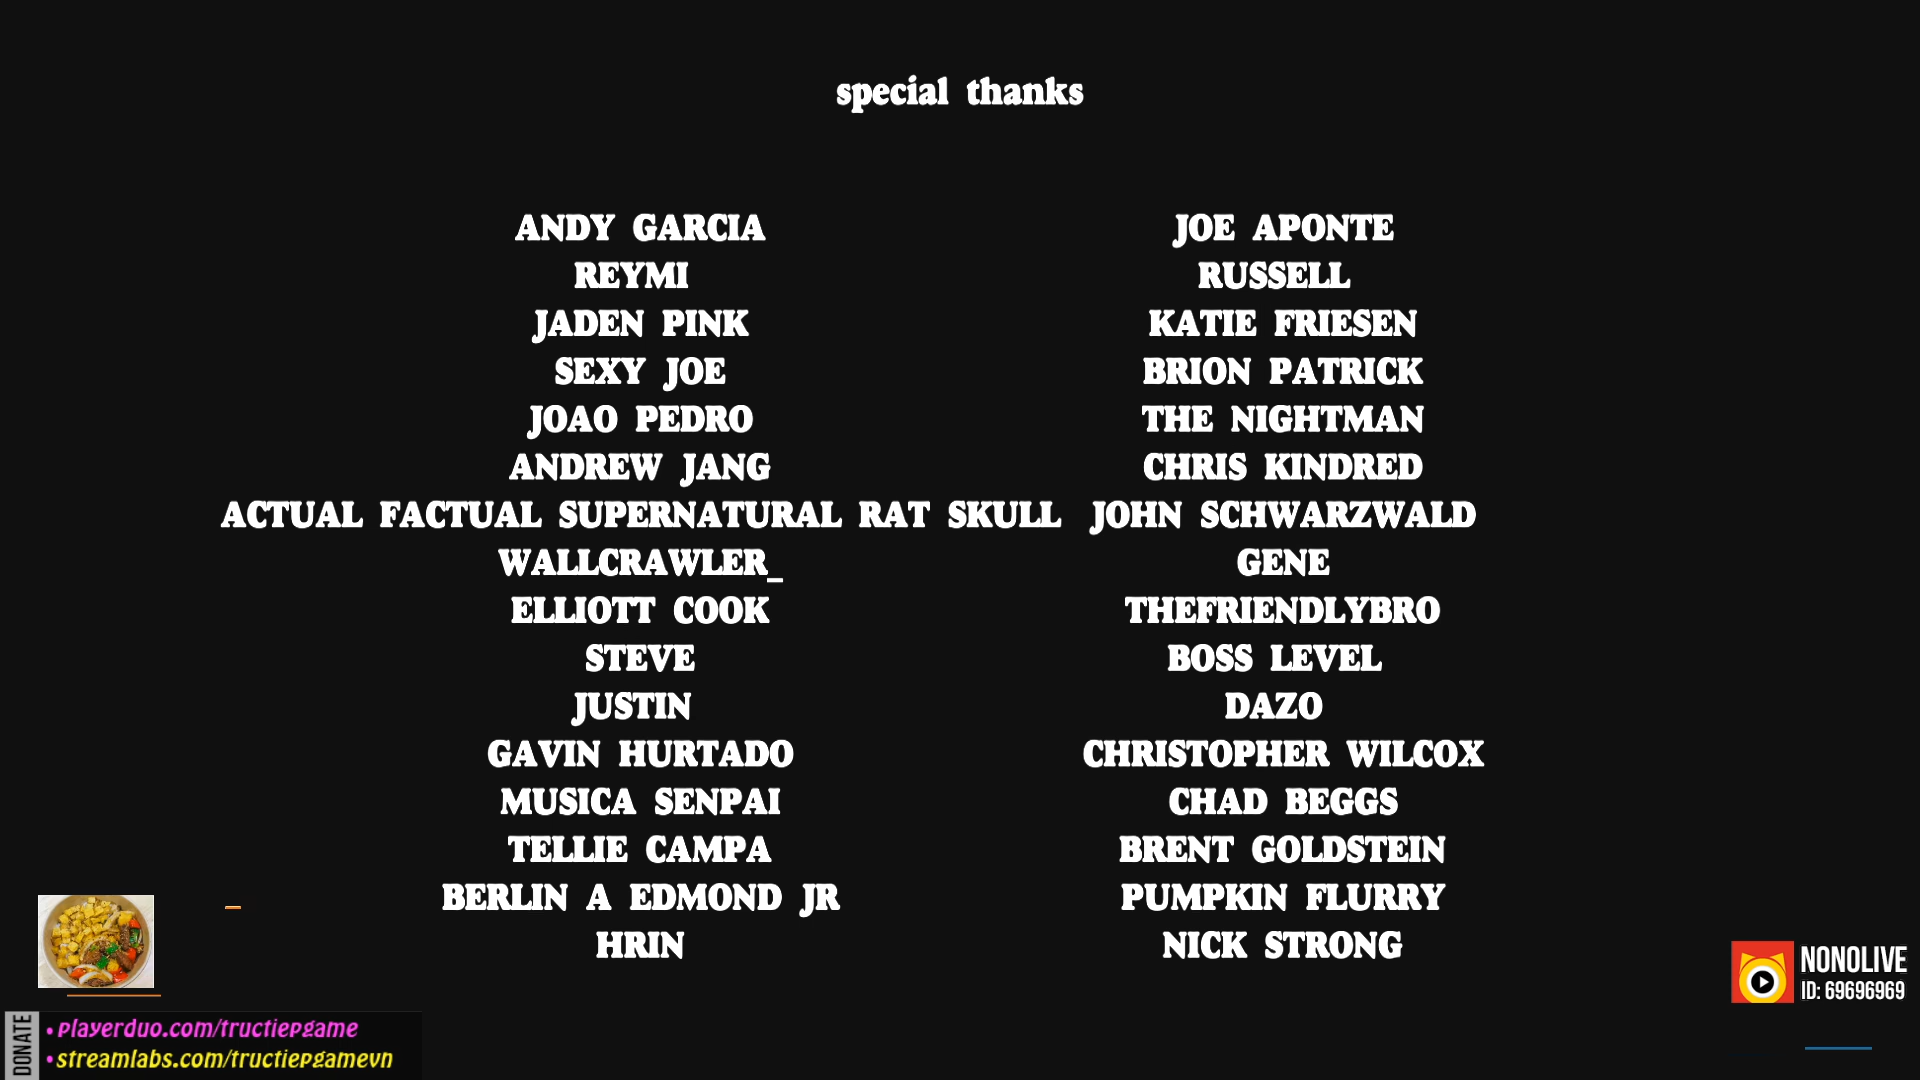 special thanks
ANDY GARCIA JOE APONTE
REYMI RUSSELL
JADEN PINK KATIE FRIESEN
SEXY JOE BRION PATRICK
JOAO PEDRO THE NIGHTMAN
ANDREW JANG CHRIS KINDRED
ACTUAL FACTUAL SUPERNATURAL RAT SKULL JOHN SCHWARZWALD
WALLCRAWLER_ GENE
ELLIOTT COOK THEFRIENDLYBRO
STEVE BOSS LEVEL
JUSTIN DAZO
GAVIN HURTADO CHRISTOPHER WILCOX
MUSICA SENPAI CHAD BEGGS
TELLIE CAMPA BRENT GOLDSTEIN
BERLIN A EDMOND JR PUMPKIN FLURRY
HRIN NICK STRONG
NONOLIVE
ID: 69696969
DONATE
• playerduo.com/tructiepgame
• streamlabs.com/tructiepgamevn